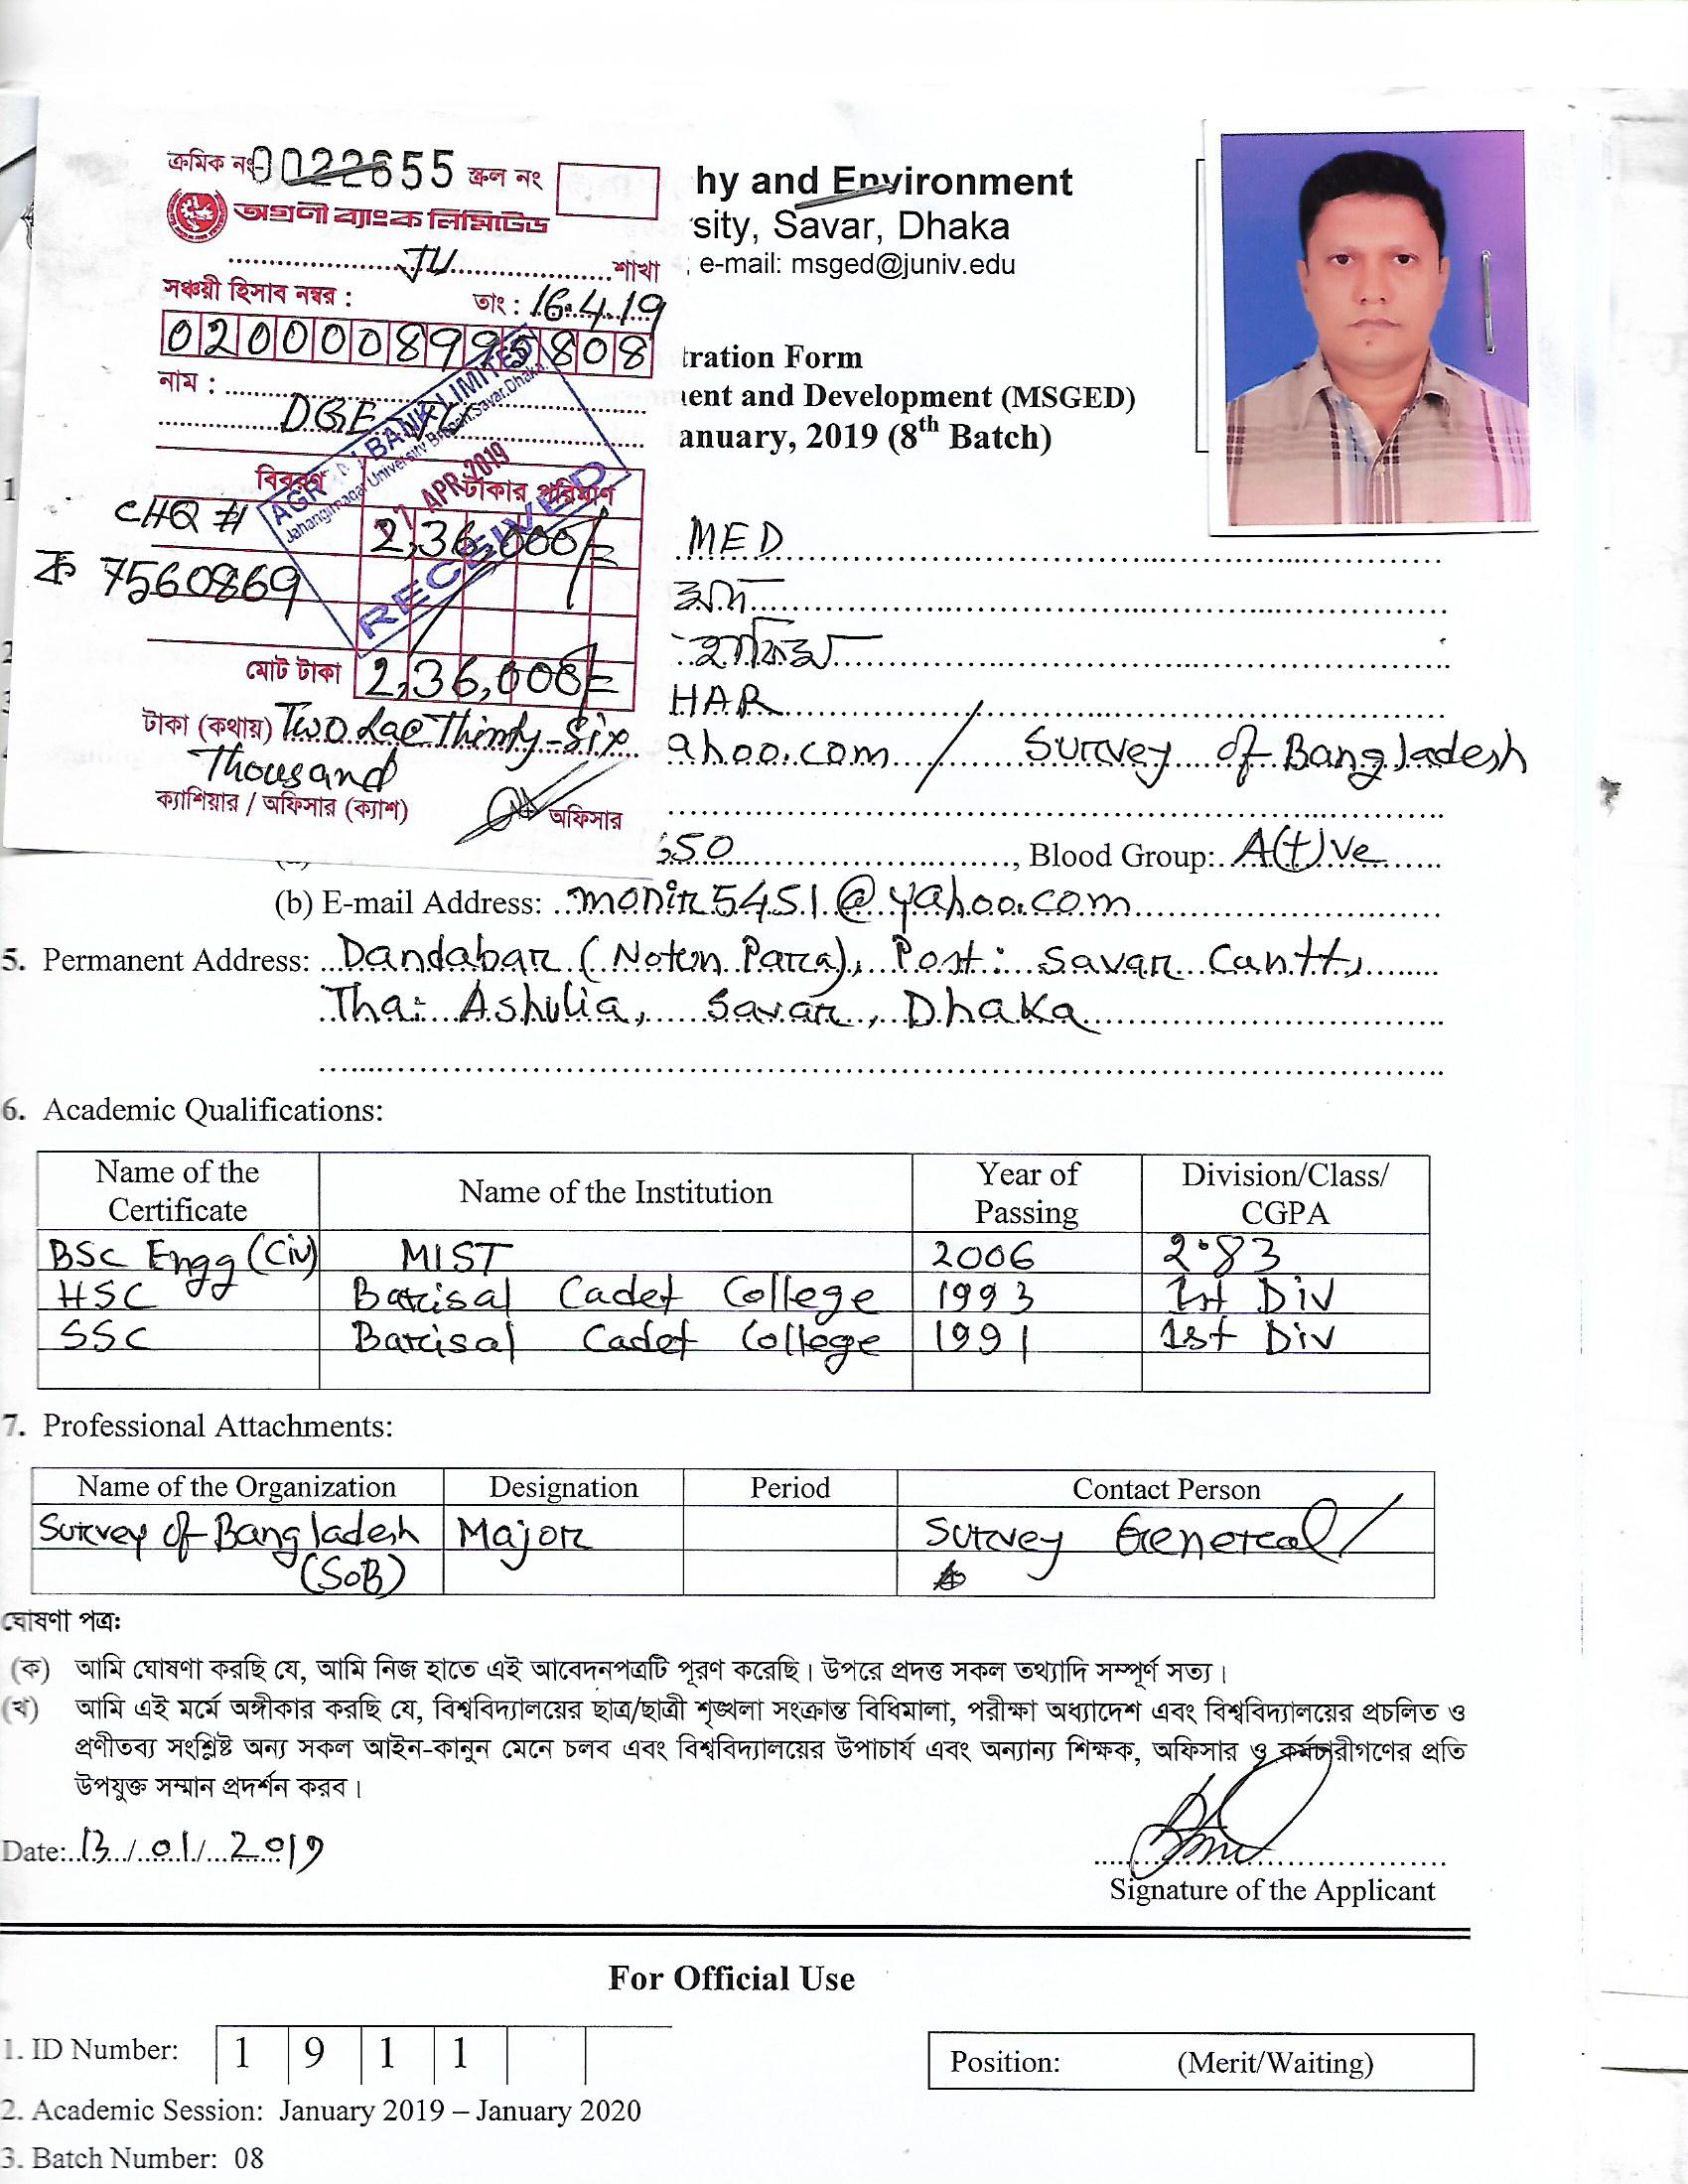 ক্রমিক নং 0022655 স্ক্রল নং
অগ্রণী ব্যাংক লিমিটেড
JU শাখা
সঞ্চয়ী হিসাব নম্বর : তাং : 16.4.19
0200008995808
নাম :
DGE
AGRANI BANK LIMITED
Jahangirnagar University Branch, Savar, Dhaka.
17 APR 2019
RECEIVED
বিবরণ টাকার পরিমাণ
CHQ # 2,36,000/=
ক 7560869
মোট টাকা 2,36,000/=
টাকা (কথায়) Two Lac Thirty-Six
Thousand
ক্যাশিয়ার / অফিসার (ক্যাশ) অফিসার
hy and Environment
sity, Savar, Dhaka
; e-mail: msged@juniv.edu
tration Form
ent and Development (MSGED)
anuary, 2019 (8th Batch)
1
MED
HAR
ahoo.com / Survey of Bangladesh
650, Blood Group: A(+)ve
(b) E-mail Address: monir5451@yahoo.com
5. Permanent Address: Dandabar (Notun Para), Post: Savar Cantt,
Tha: Ashulia, Savar, Dhaka
6. Academic Qualifications:
Name of the Certificate Name of the Institution Year of Passing Division/Class/ CGPA
BSc Engg (Civ) MIST 2006 2.83
HSC Barisal Cadet College 1993 1st Div
SSC Barisal Cadet College 1991 1st Div
7. Professional Attachments:
Name of the Organization Designation Period Contact Person
Survey of Bangladesh Major Survey General/
(SoB)
ঘোষণা পত্র:
(ক) আমি ঘোষণা করছি যে, আমি নিজ হাতে এই আবেদনপত্রটি পূরণ করেছি। উপরে প্রদত্ত সকল তথ্যাদি সম্পূর্ণ সত্য।
(খ) আমি এই মর্মে অঙ্গীকার করছি যে, বিশ্ববিদ্যালয়ের ছাত্র/ছাত্রী শৃঙ্খলা সংক্রান্ত বিধিমালা, পরীক্ষা অধ্যাদেশ এবং বিশ্ববিদ্যালয়ের প্রচলিত ও
প্রণীতব্য সংশ্লিষ্ট অন্য সকল আইন-কানুন মেনে চলব এবং বিশ্ববিদ্যালয়ের উপাচার্য এবং অন্যান্য শিক্ষক, অফিসার ও কর্মচারীগণের প্রতি
উপযুক্ত সম্মান প্রদর্শন করব।
Date: 13/01/2019
Signature of the Applicant
For Official Use
1. ID Number: 1 9 1 1
Position: (Merit/Waiting)
2. Academic Session: January 2019 – January 2020
3. Batch Number: 08